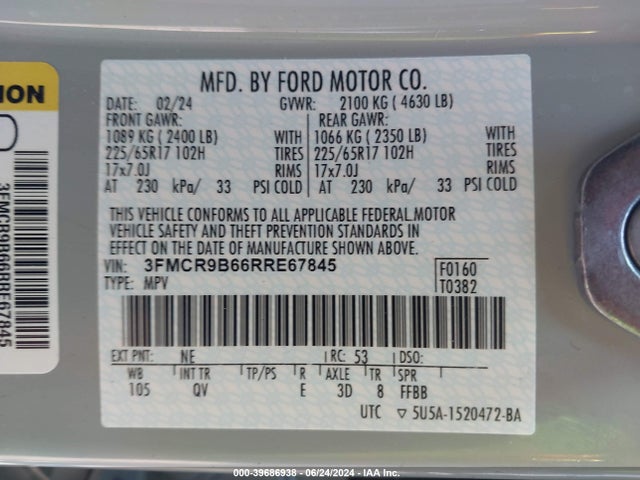 NION
3FMCR9B66RRE67845
MFD. BY FORD MOTOR CO.
DATE: 02/24 GVWR: 2100 KG ( 4630 LB)
FRONT GAWR: REAR GAWR:
1089 KG ( 2400 LB) WITH 1066 KG ( 2350 LB) WITH
225/65R17 102H TIRES 225/65R17 102H TIRES
17x7.0J RIMS 17x7.0J RIMS
AT 230 kPa/ 33 PSI COLD AT 230 kPa/ 33 PSI COLD
THIS VEHICLE CONFORMS TO ALL APPLICABLE FEDERAL MOTOR
VEHICLE SAFETY AND THEFT PREVENTION STANDARDS IN
EFFECT ON THE DATE OF MANUFACTURE SHOWN ABOVE.
VIN: 3FMCR9B66RRE67845 F0160
TYPE: MPV T0382
EXT PNT: NE RC: 53 DSO:
WB INT TR TP/PS R AXLE TR SPR
105 QV E 3D 8 FFBB
UTC ▽ 5U5A-1520472-BA
000-39686938 - 06/24/2024 - IAA Inc.